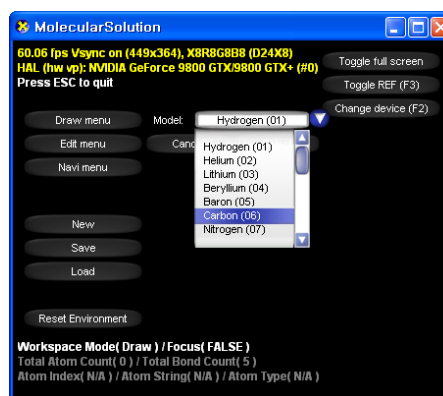 MolecularSolution
60.06 fps Vsync on (449x364), X8R8G8B8 (D24X8)
HAL (hw vp): NVIDIA GeForce 9800 GTX/9800 GTX+ (#0)
Press ESC to quit
Toggle full screen
Toggle REF (F3)
Change device (F2)
Draw menu
Model:
Hydrogen (01)
Edit menu
Navi menu
Hydrogen (01)
Helium (02)
Lithium (03)
Beryllium (04)
Baron (05)
Carbon (06)
Nitrogen (07)
New
Save
Load
Reset Environment
Workspace Mode( Draw ) / Focus( FALSE )
Total Atom Count( 0 ) / Total Bond Count( 5 )
Atom Index( N/A ) / Atom String( N/A ) / Atom Type( N/A )